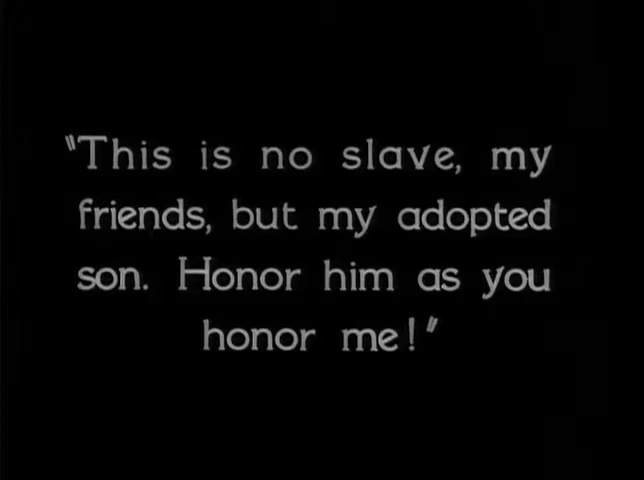 "This is no slave, my
friends, but my adopted
son. Honor him as you
honor me!"